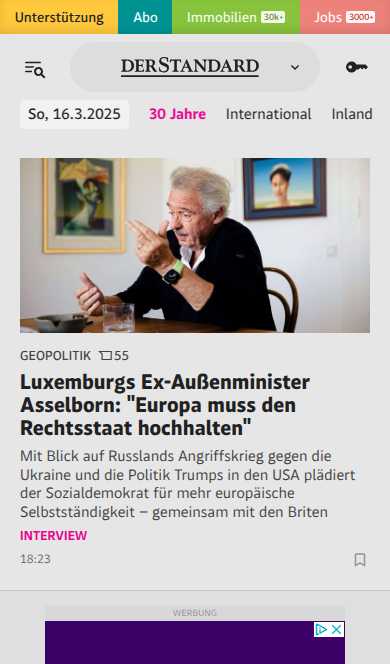 Unterstützung Abo Immobilien 30k+ Jobs 3000+
DERSTANDARD
So, 16.3.2025 30 Jahre International Inland
GEOPOLITIK 55
Luxemburgs Ex-Außenminister
Asselborn: "Europa muss den
Rechtsstaat hochhalten"
Mit Blick auf Russlands Angriffskrieg gegen die
Ukraine und die Politik Trumps in den USA plädiert
der Sozialdemokrat für mehr europäische
Selbstständigkeit – gemeinsam mit den Briten
INTERVIEW
18:23
WERBUNG